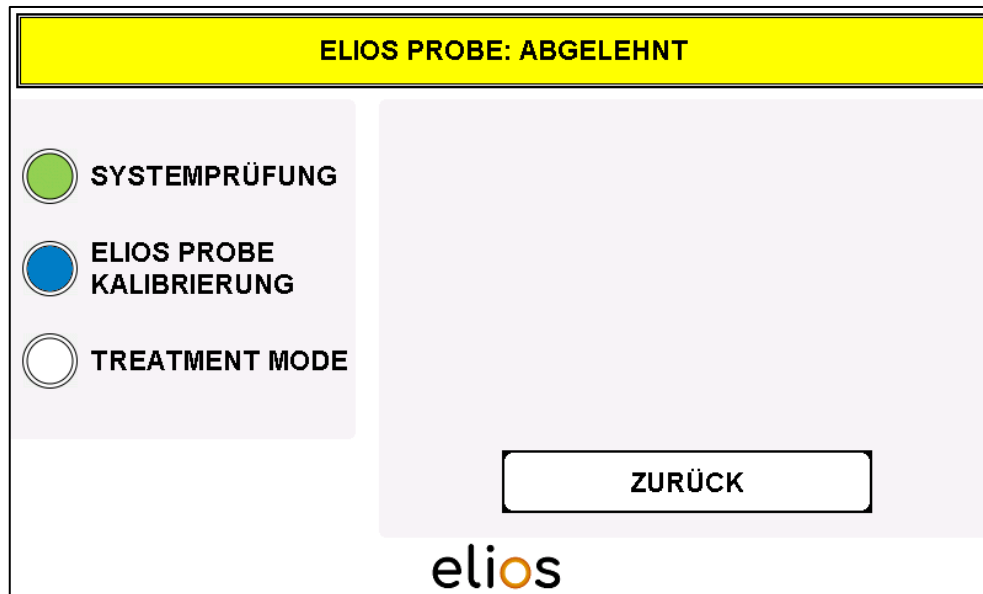 ELIOS PROBE: ABGELEHNT
SYSTEMPRÜFUNG
ELIOS PROBE
KALIBRIERUNG
TREATMENT MODE
ZURÜCK
elios